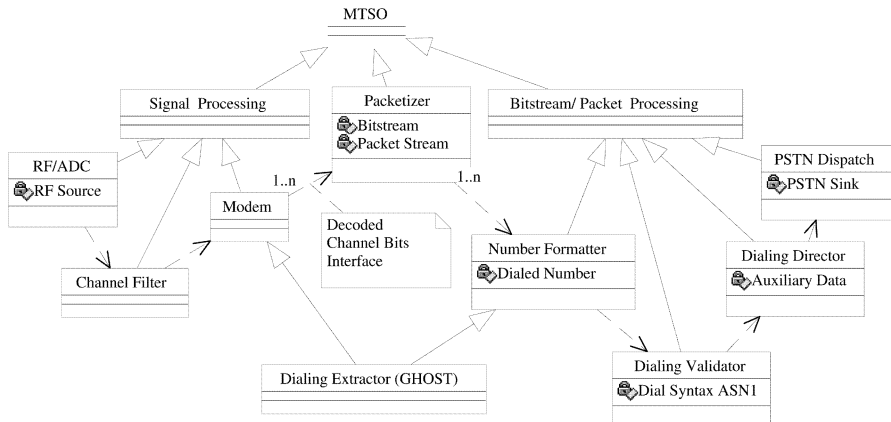 MTSO
Signal Processing
Packetizer
Bitstream
Packet Stream
Bitstream/ Packet Processing
RF/ADC
RF Source
PSTN Dispatch
PSTN Sink
1..n
1..n
Modem
Decoded
Channel Bits
Interface
Number Formatter
Dialed Number
Dialing Director
Auxiliary Data
Channel Filter
Dialing Extractor (GHOST)
Dialing Validator
Dial Syntax ASN1